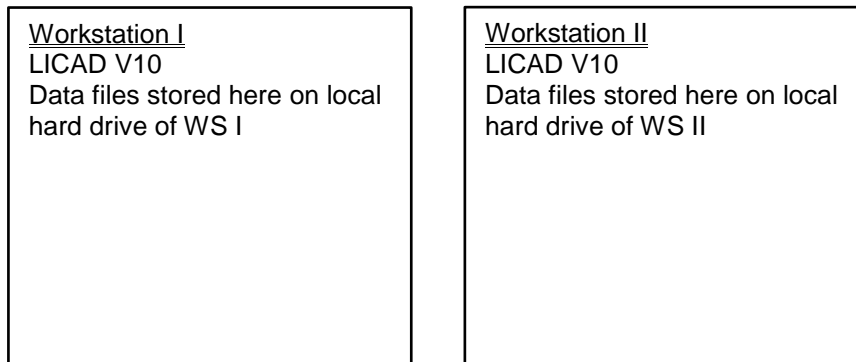 Workstation I
LICAD V10
Data files stored here on local
hard drive of WS I
Workstation II
LICAD V10
Data files stored here on local
hard drive of WS II